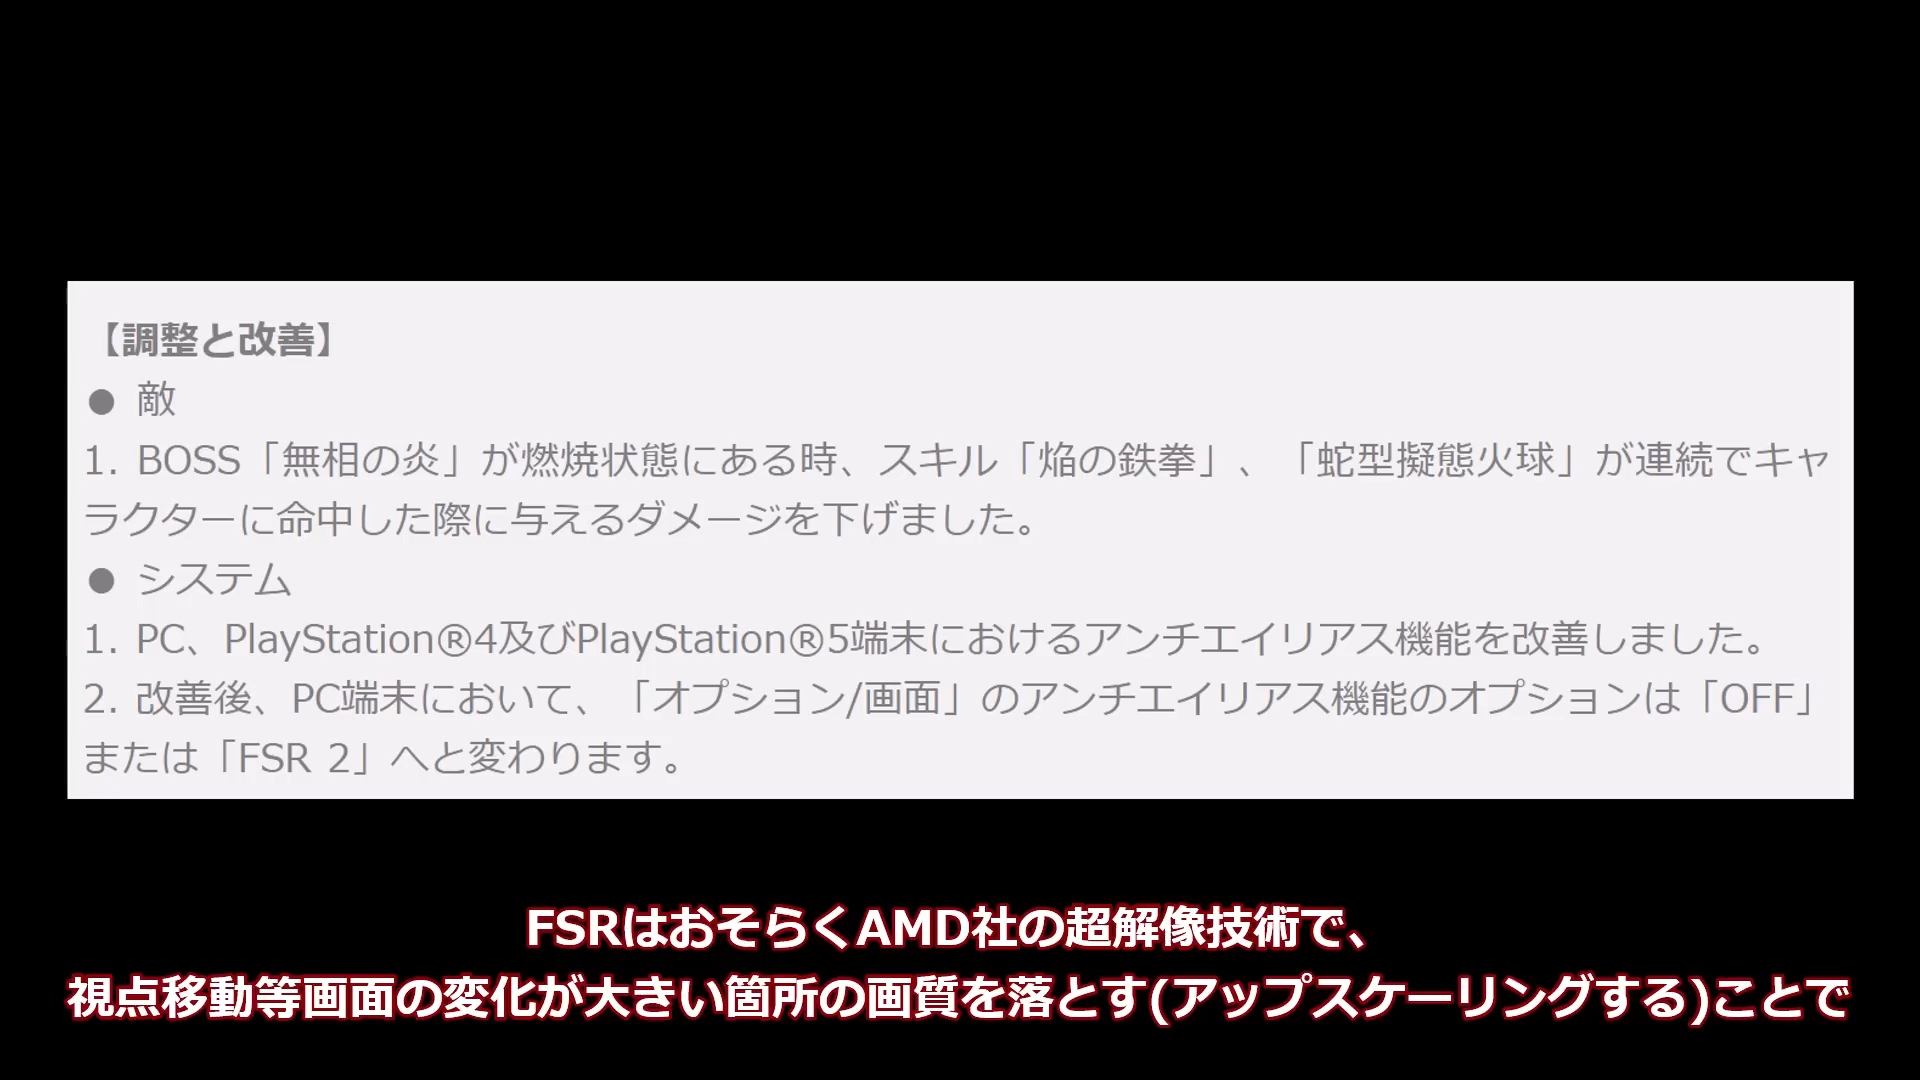 【調整と改善】
● 敵
1. BOSS「無相の炎」が燃焼状態にある時、スキル「焔の鉄拳」、「蛇型擬態火球」が連続でキャ
ラクターに命中した際に与えるダメージを下げました。
● システム
1. PC、PlayStation®4及びPlayStation®5端末におけるアンチエイリアス機能を改善しました。
2. 改善後、PC端末において、「オプション/画面」のアンチエイリアス機能のオプションは「OFF」
または「FSR 2」へと変わります。
FSRはおそらくAMD社の超解像技術で、
視点移動等画面の変化が大きい箇所の画質を落とす(アップスケーリングする)ことで